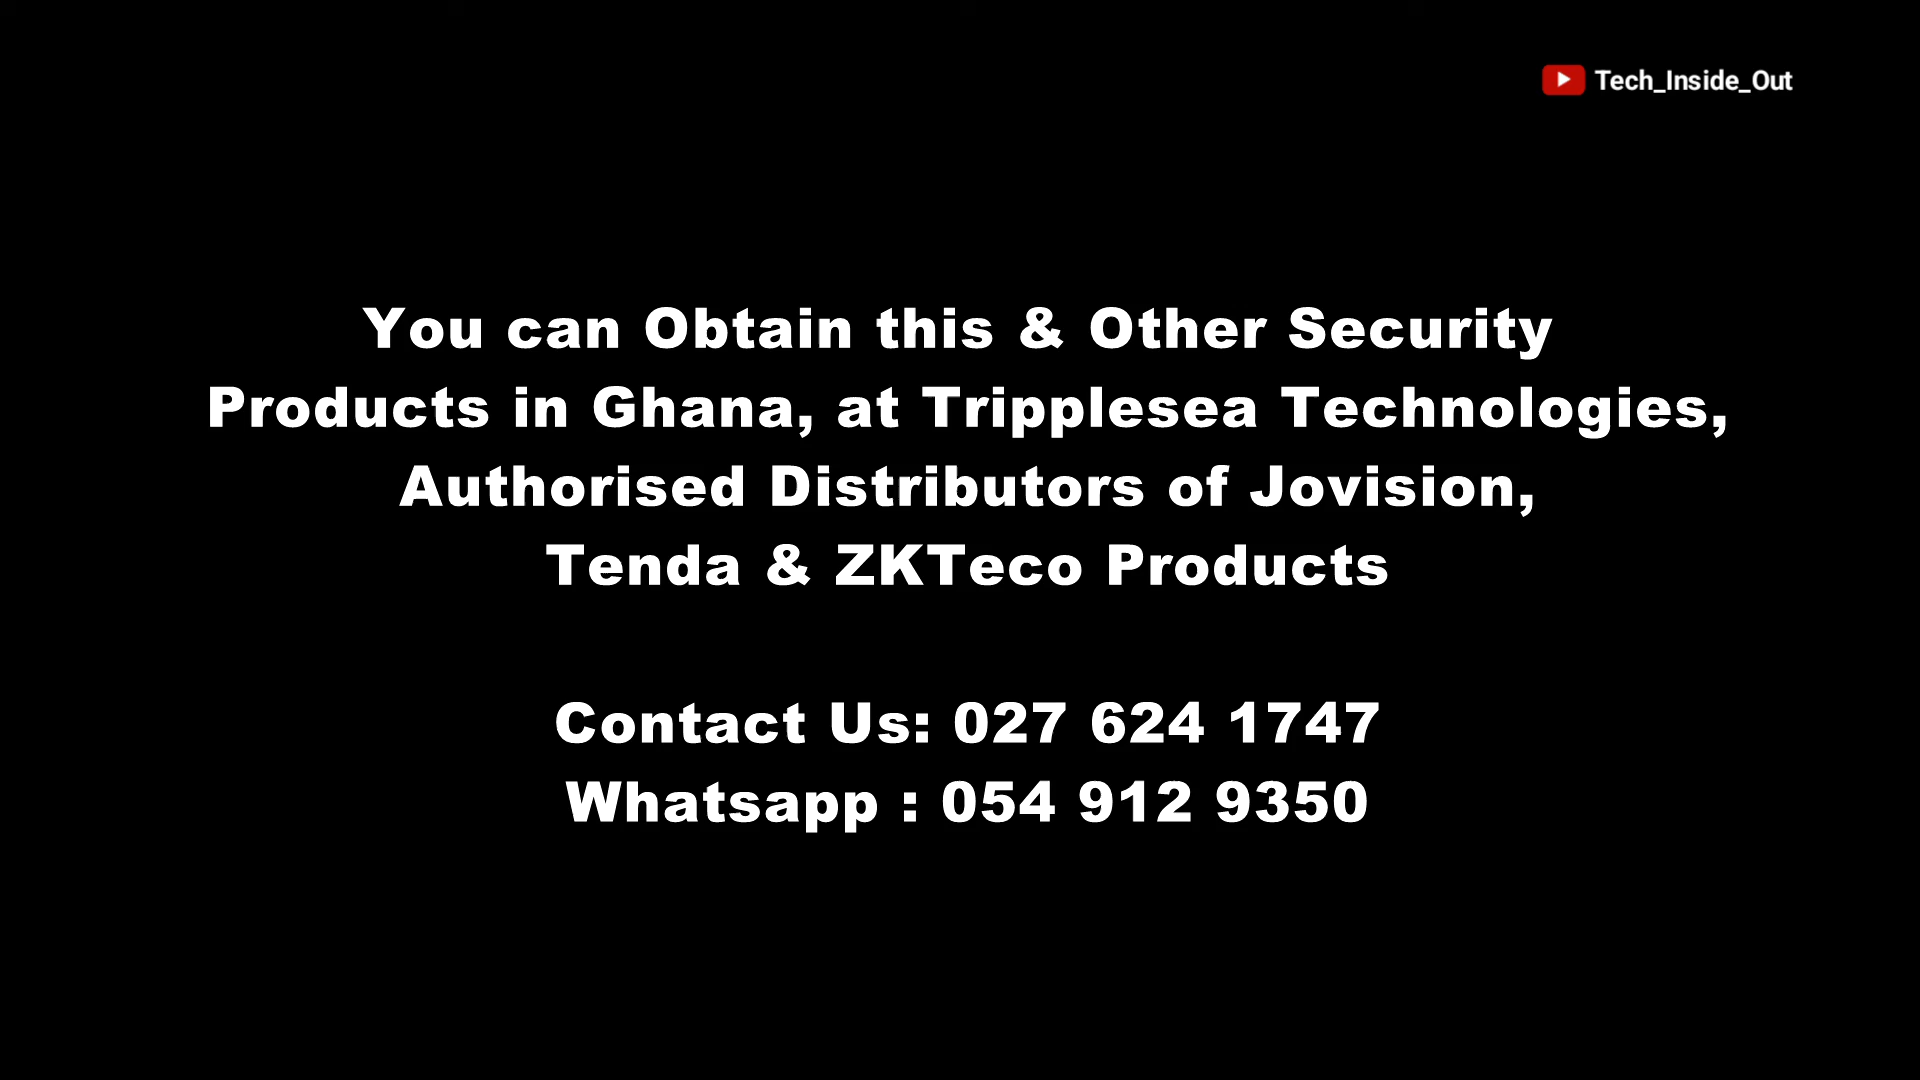 Tech_Inside_Out
You can Obtain this & Other Security
Products in Ghana, at Tripplesea Technologies,
Authorised Distributors of Jovision,
Tenda & ZKTeco Products
Contact Us: 027 624 1747
Whatsapp : 054 912 9350